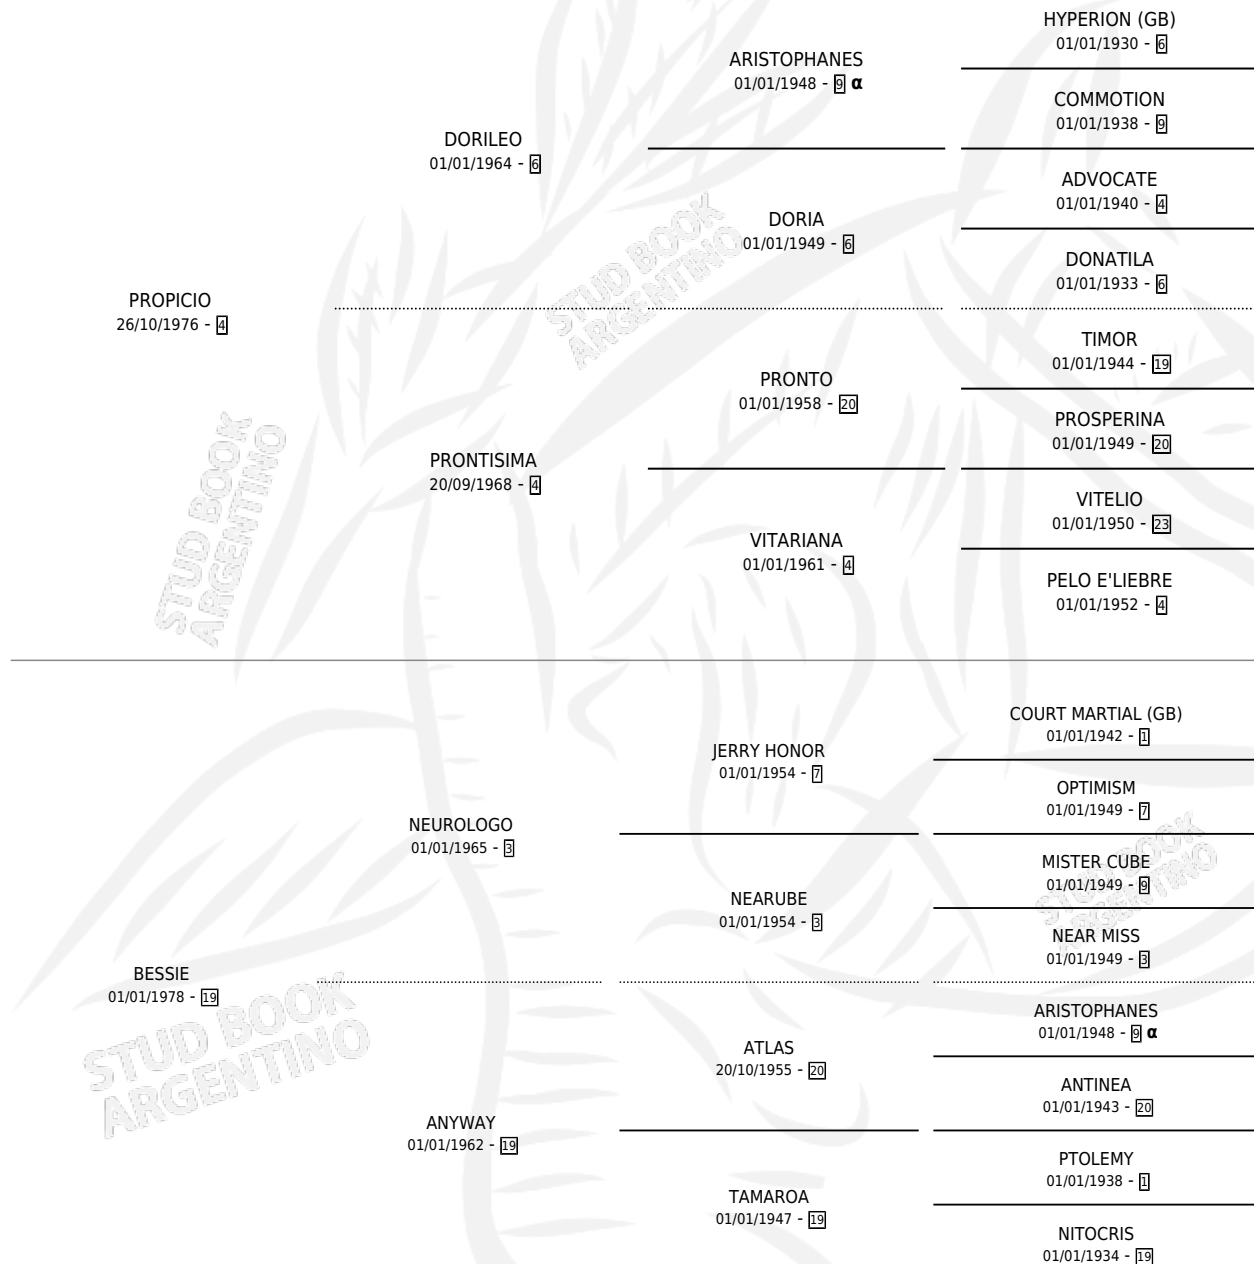 HYPERION (GB)
01/01/1930 - 6
ARISTOPHANES
01/01/1948 - 9 α
COMMOTION
01/01/1938 - 9
DORILEO
01/01/1964 - 6
ADVOCATE
01/01/1940 - 4
DORIA
01/01/1949 - 6
DONATILA
01/01/1933 - 6
PROPICIO
26/10/1976 - 4
TIMOR
01/01/1944 - 19
PRONTO
01/01/1958 - 20
PROSPERINA
01/01/1949 - 20
PRONTISIMA
20/09/1968 - 4
VITELIO
01/01/1950 - 23
VITARIANA
01/01/1961 - 4
PELO E'LIEBRE
01/01/1952 - 4
COURT MARTIAL (GB)
01/01/1942 - 1
JERRY HONOR
01/01/1954 - 7
OPTIMISM
01/01/1949 - 7
NEUROLOGO
01/01/1965 - 3
MISTER CUBE
01/01/1949 - 9
NEARUBE
01/01/1954 - 3
NEAR MISS
01/01/1949 - 3
BESSIE
01/01/1978 - 19
ARISTOPHANES
01/01/1948 - 9 α
ATLAS
20/10/1955 - 20
ANTINEA
01/01/1943 - 20
ANYWAY
01/01/1962 - 19
PTOLEMY
01/01/1938 - 1
TAMAROA
01/01/1947 - 19
NITOCRIS
01/01/1934 - 19
STUD BOOK
ARGENTINO
STUD BOOK
ARGENTINO
STUD BOOK
ARGENTINO
STUD BOOK
ARGENTINO